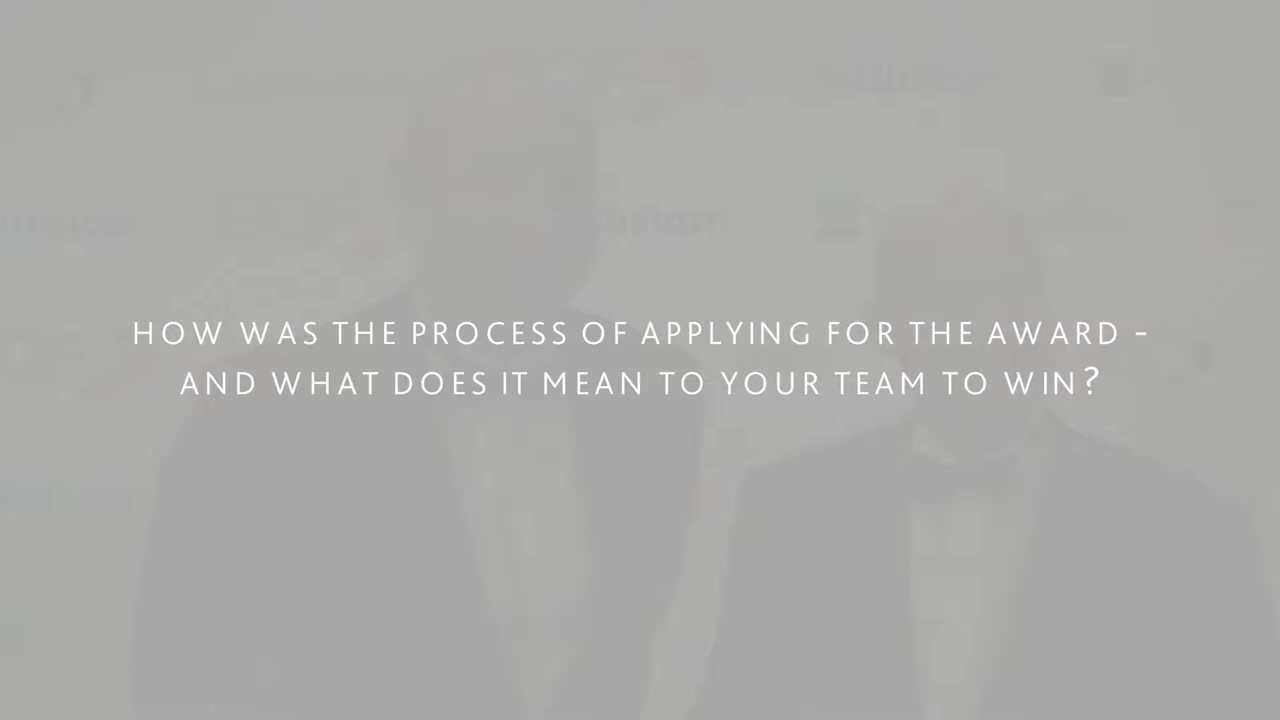 HOW WAS THE PROCESS OF APPLYING FOR THE AWARD -
AND WHAT DOES IT MEAN TO YOUR TEAM TO WIN?